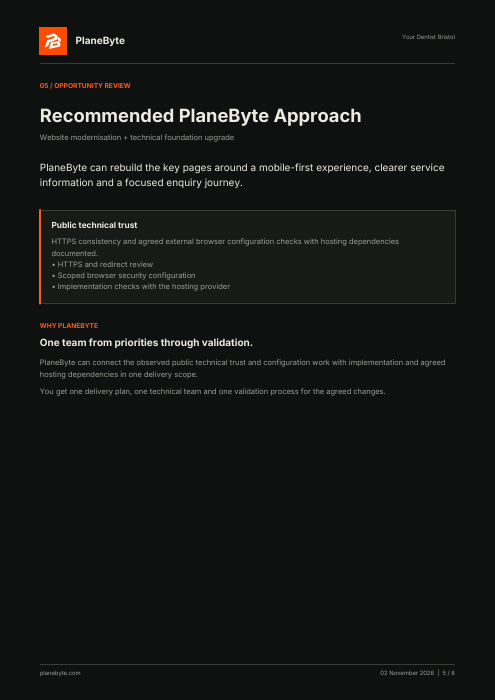 PlaneByte
Your Dentist Bristol
05 / OPPORTUNITY REVIEW
Recommended PlaneByte Approach
Website modernisation + technical foundation upgrade
PlaneByte can rebuild the key pages around a mobile-first experience, clearer service
information and a focused enquiry journey.
Public technical trust
HTTPS consistency and agreed external browser configuration checks with hosting dependencies
documented.
• HTTPS and redirect review
• Scoped browser security configuration
• Implementation checks with the hosting provider
WHY PLANEBYTE
One team from priorities through validation.
PlaneByte can connect the observed public technical trust and configuration work with implementation and agreed
hosting dependencies in one delivery scope.
You get one delivery plan, one technical team and one validation process for the agreed changes.
planebyte.com
02 November 2026 | 5 / 8